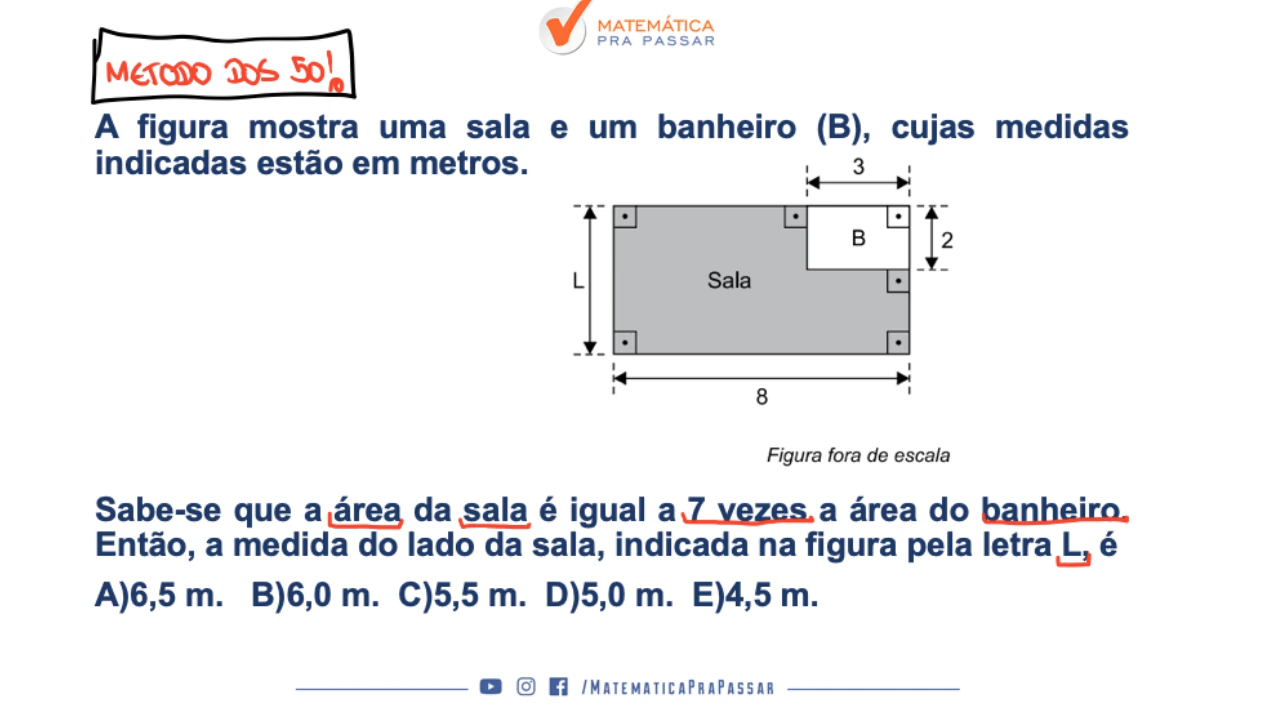 MATEMÁTICA
PRA PASSAR
METODO DOS 50!
A figura mostra uma sala e um banheiro (B), cujas medidas
indicadas estão em metros.
3
B
2
L
Sala
8
Figura fora de escala
Sabe-se que a área da sala é igual a 7 vezes a área do banheiro.
Então, a medida do lado da sala, indicada na figura pela letra L, é
A)6,5 m. B)6,0 m. C)5,5 m. D)5,0 m. E)4,5 m.
/MATEMATICAPRAPASSAR